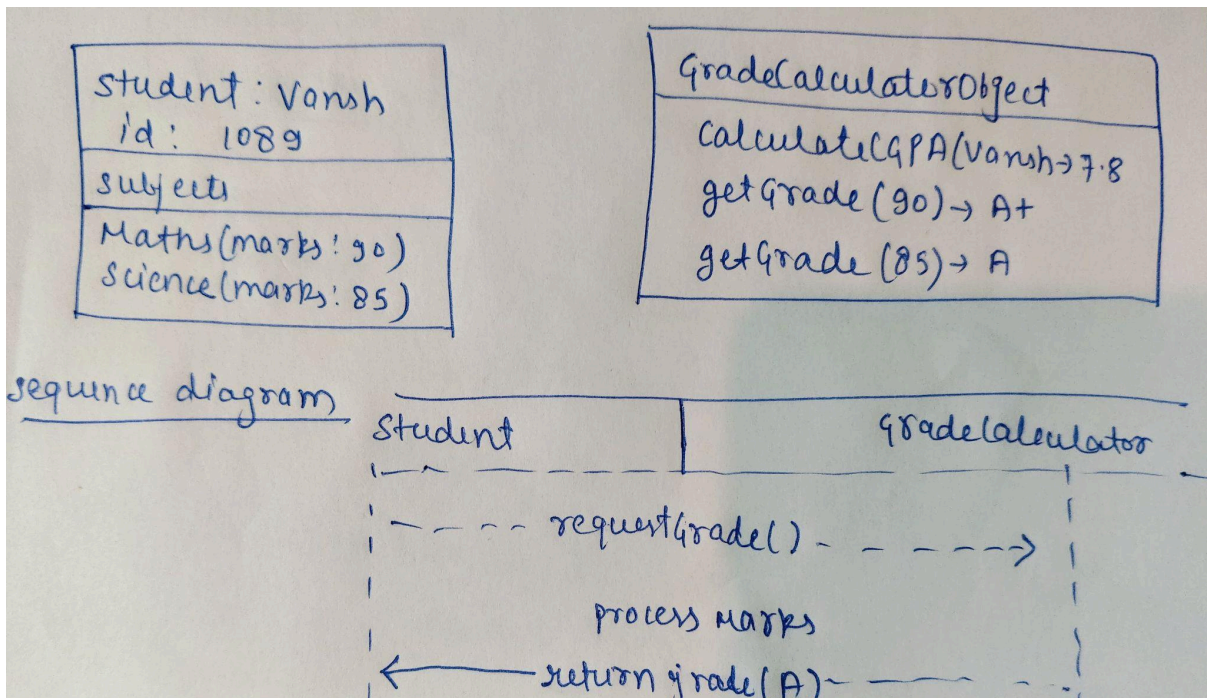 Student: Vansh
id: 1089
subjects
Maths(marks: 90)
Science(marks: 85)
GradeCalculatorObject
CalculateCGPA(Vansh→7.8
getGrade(90)→ A+
getGrade(85)→ A
sequence diagram
Student GradeCalculator
requestGrade()
process Marks
return grade(A)